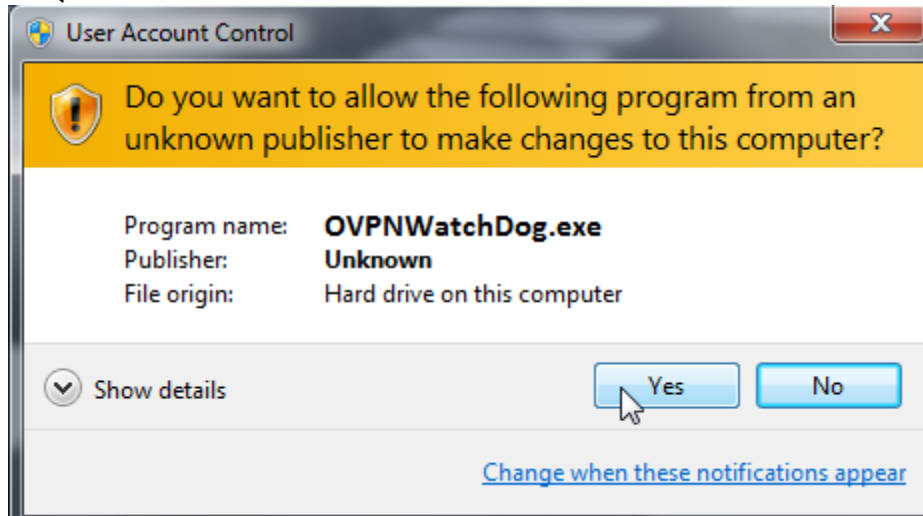 User Account Control
Do you want to allow the following program from an
unknown publisher to make changes to this computer?
Program name: OVPNWatchDog.exe
Publisher: Unknown
File origin: Hard drive on this computer
Show details Yes No
Change when these notifications appear